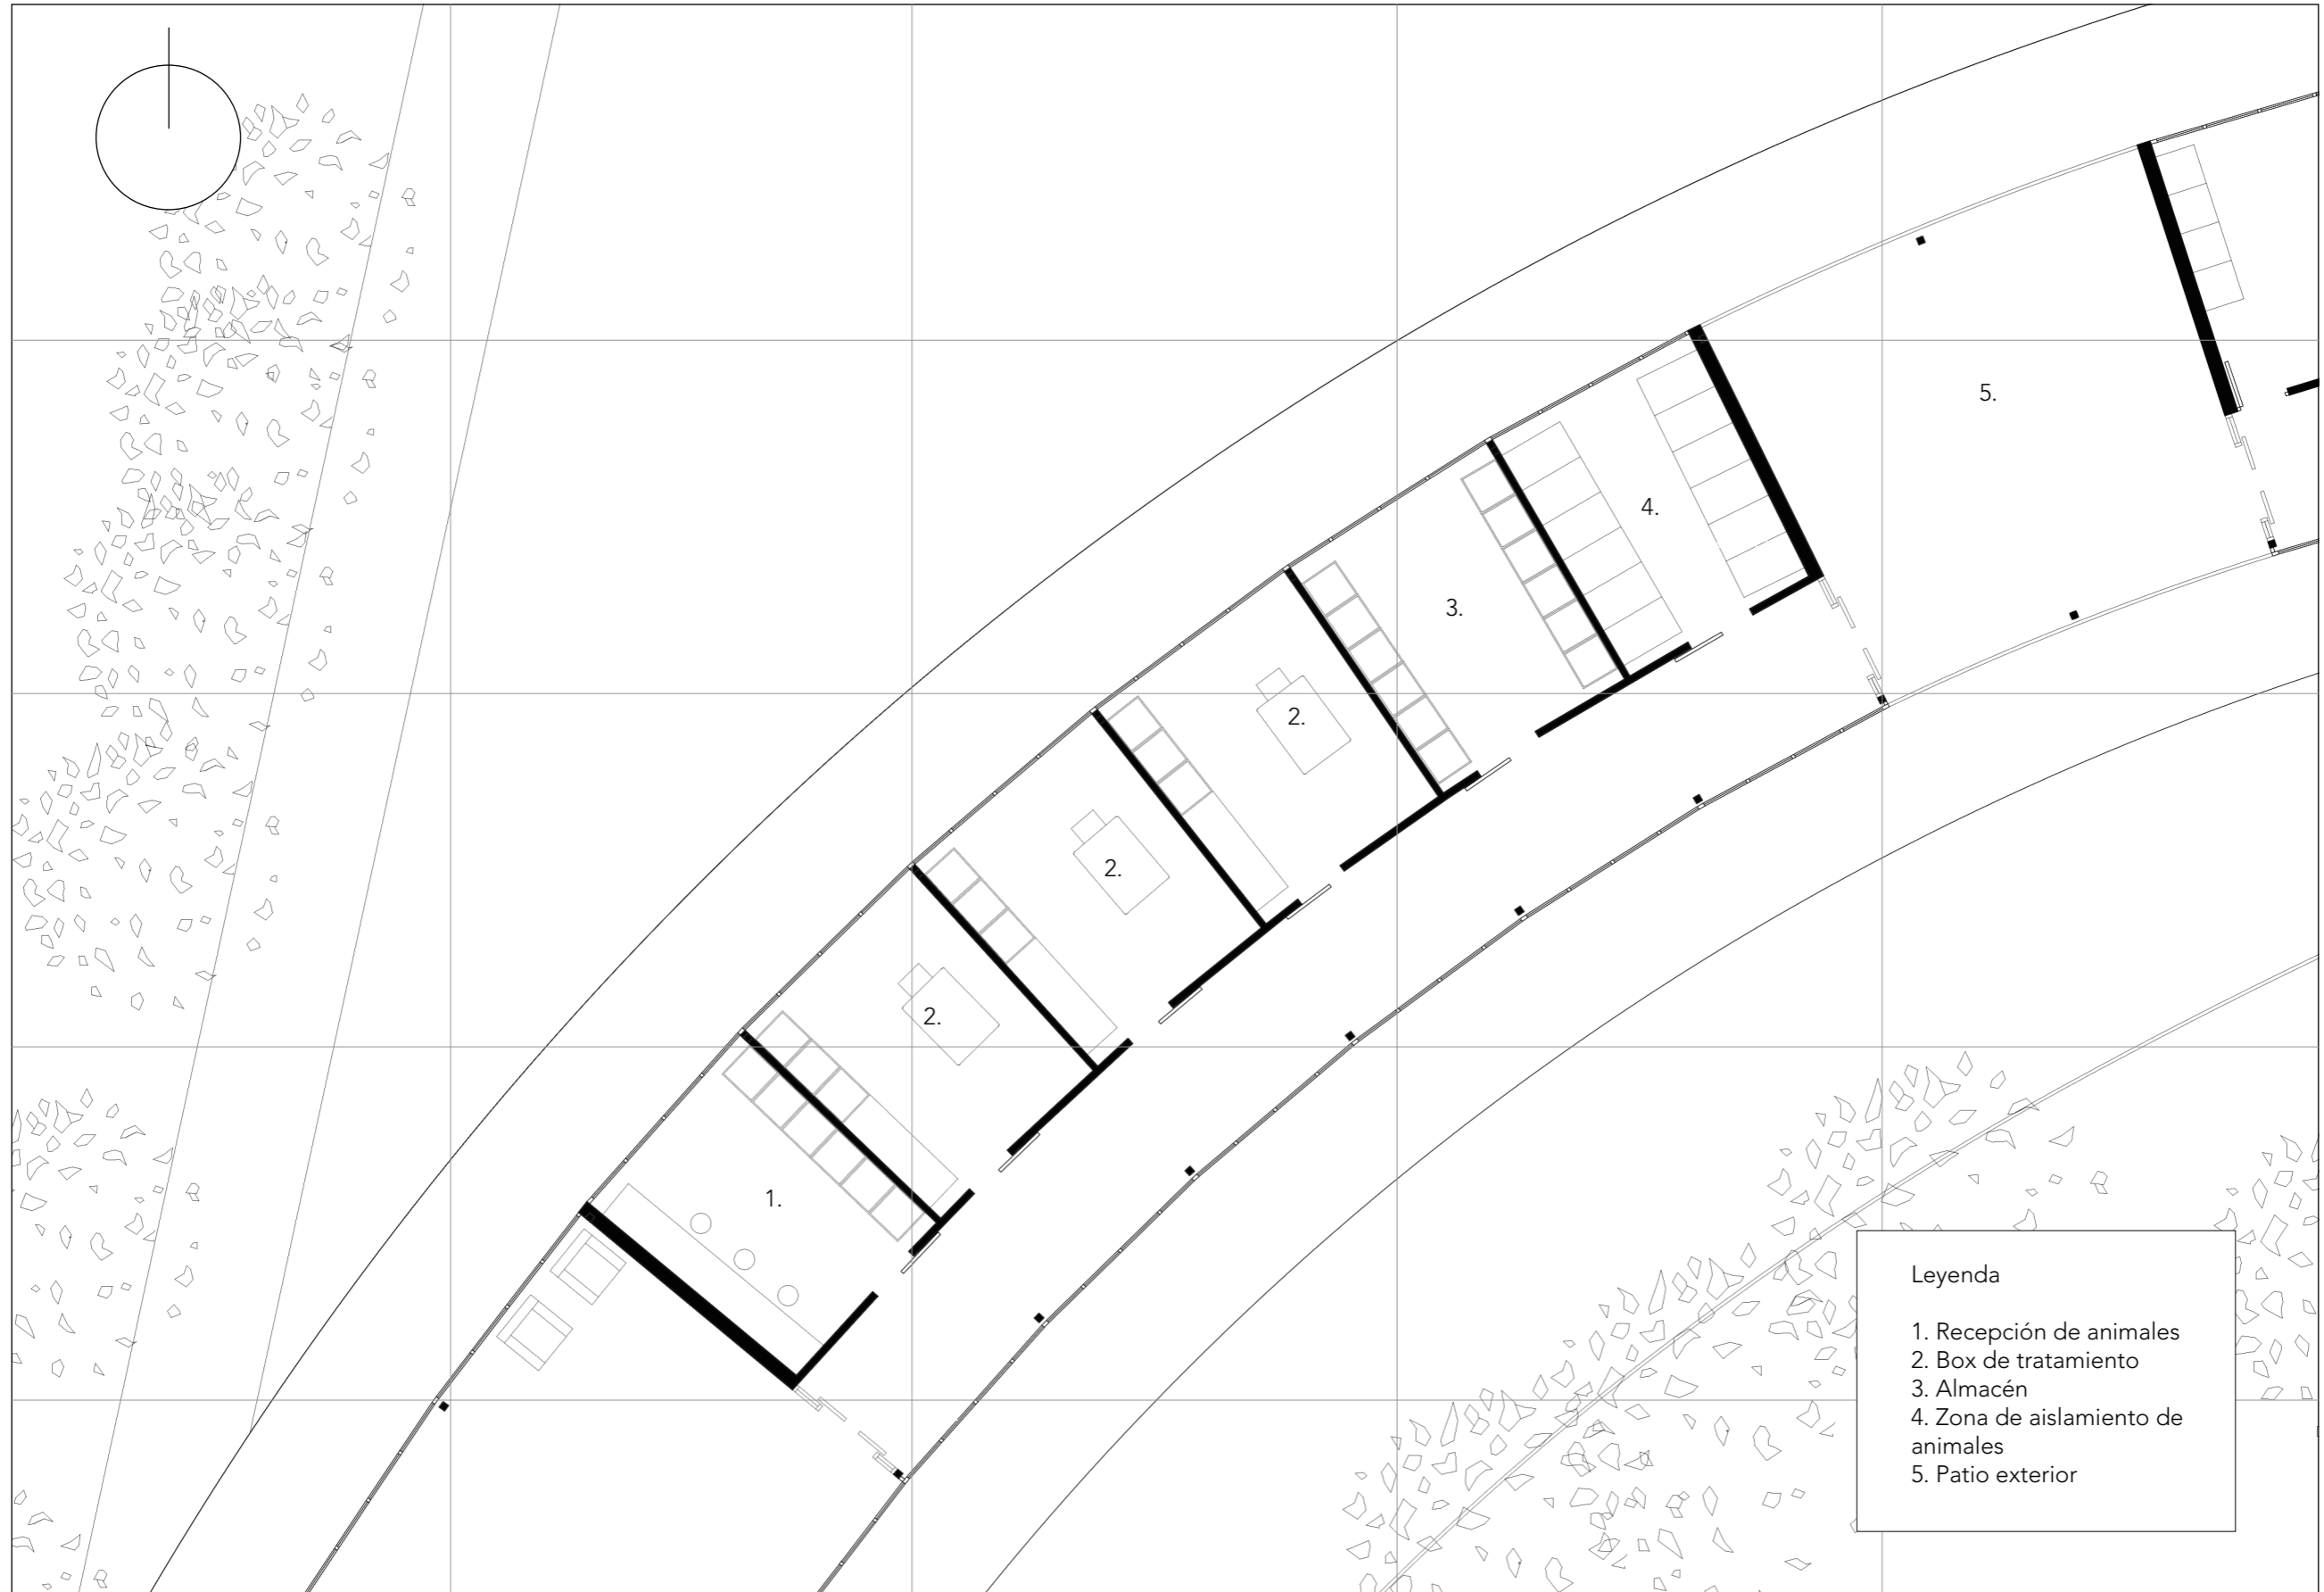 5.
4.
3.
2.
2.
2.
1.
Leyenda
1. Recepción de animales
2. Box de tratamiento
3. Almacén
4. Zona de aislamiento de
animales
5. Patio exterior